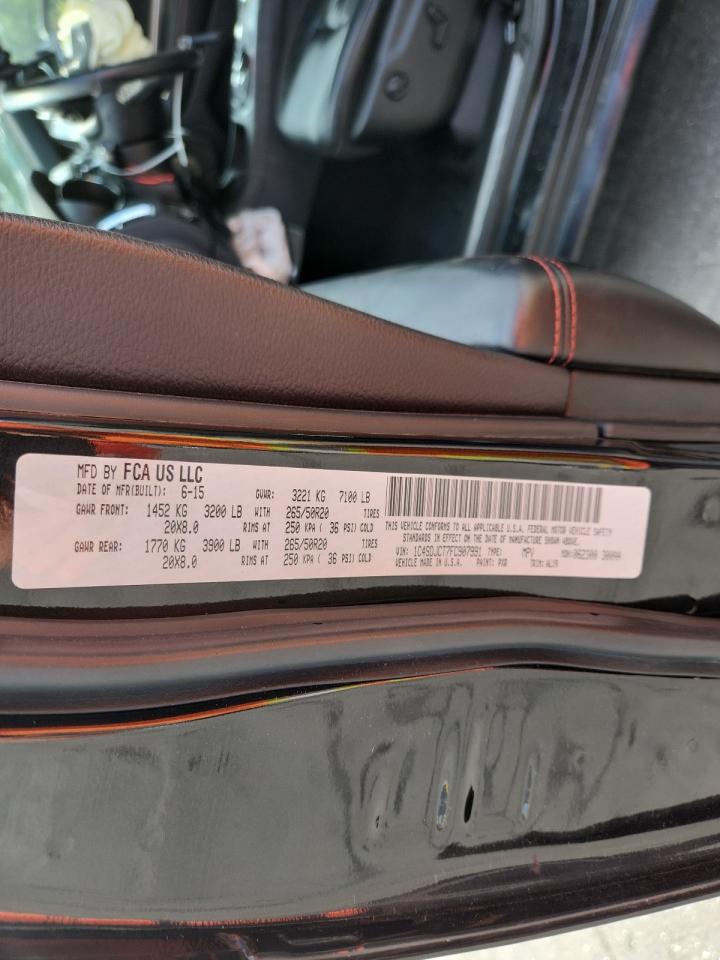 MFD BY FCA US LLC
DATE OF MFR(BUILT): 6-15 GVWR: 3221 KG 7100 LB
GAWR FRONT: 1452 KG 3200 LB WITH 265/50R20 TIRES
20X8.0 RIMS AT 250 KPA ( 36 PSI) COLD
GAWR REAR: 1770 KG 3900 LB WITH 265/50R20 TIRES
20X8.0 RIMS AT 250 KPA ( 36 PSI) COLD
THIS VEHICLE CONFORMS TO ALL APPLICABLE U.S.A. FEDERAL MOTOR VEHICLE SAFETY
STANDARDS IN EFFECT ON THE DATE OF MANUFACTURE SHOWN ABOVE.
VIN: 1C4SDJCT7FC907991 TYPE: MPV MDH: 062308
VEHICLE MADE IN U.S.A. PAINT: PXR TRIM: